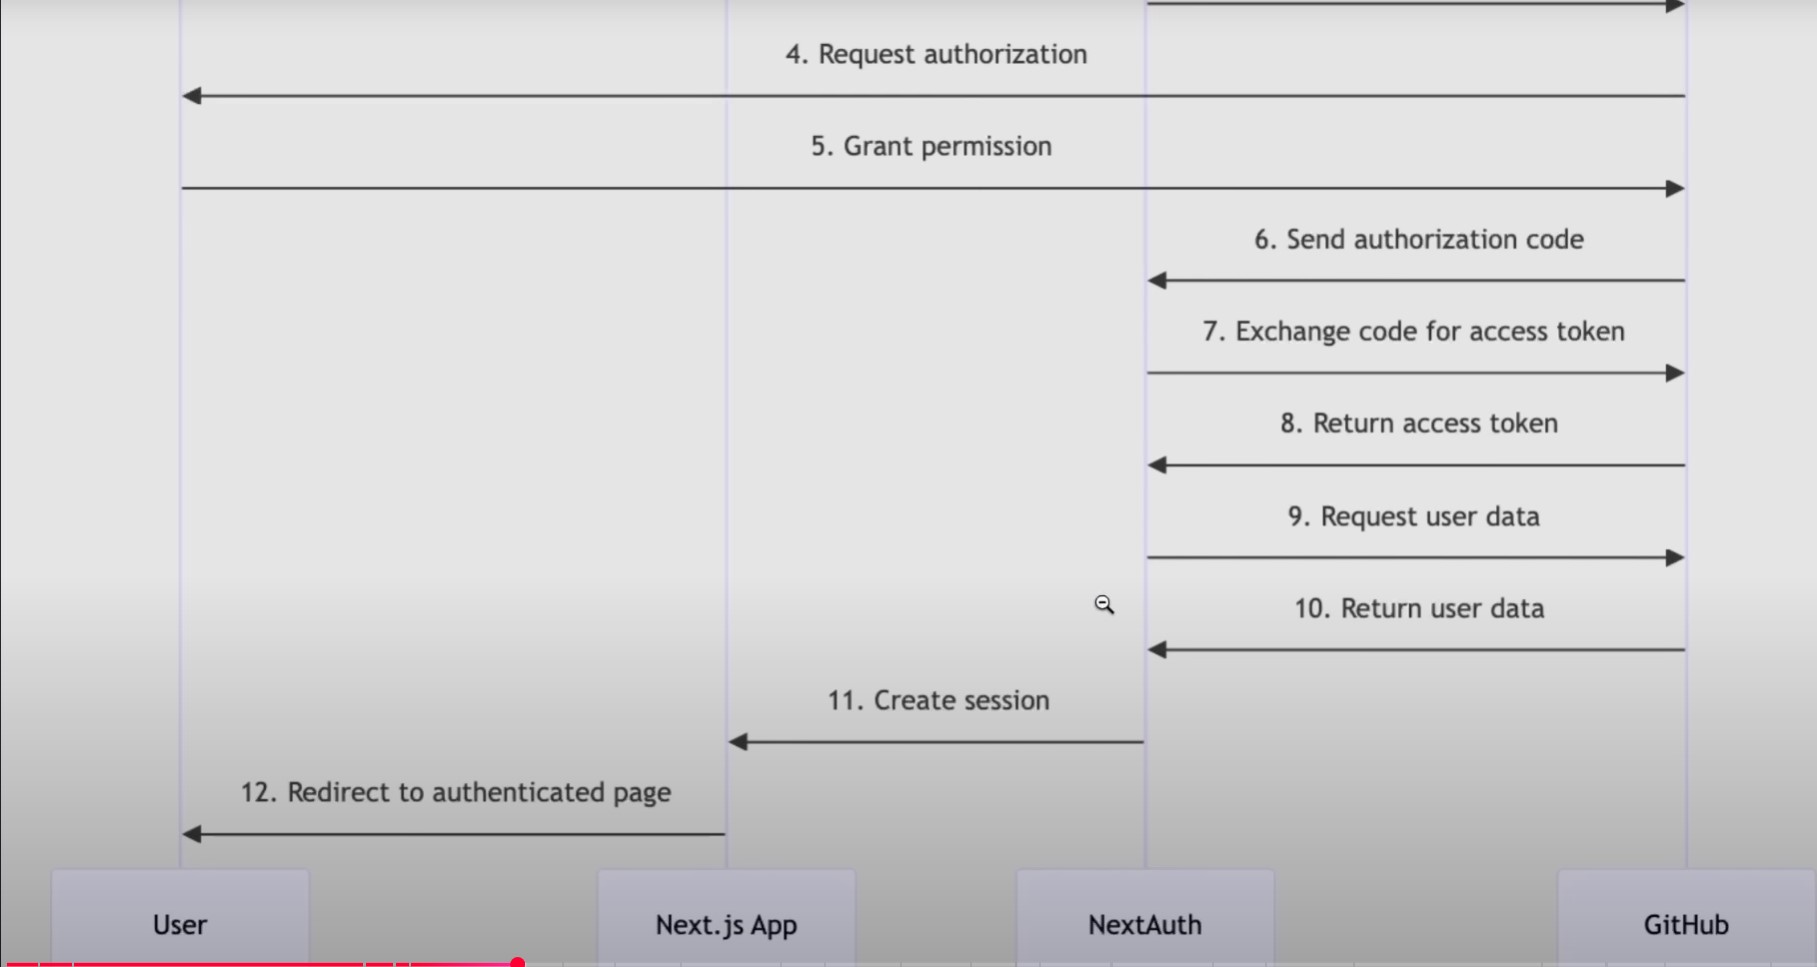 4. Request authorization
5. Grant permission
6. Send authorization code
7. Exchange code for access token
8. Return access token
9. Request user data
10. Return user data
11. Create session
12. Redirect to authenticated page
User
Next.js App
NextAuth
GitHub